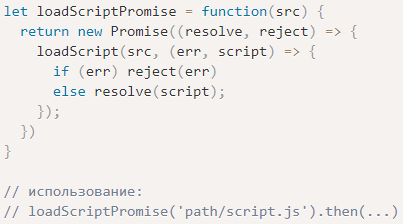 let loadScriptPromise = function(src) {
  return new Promise((resolve, reject) => {
    loadScript(src, (err, script) => {
      if (err) reject(err)
      else resolve(script);
    });
  })
}

// использование:
// loadScriptPromise('path/script.js').then(...)